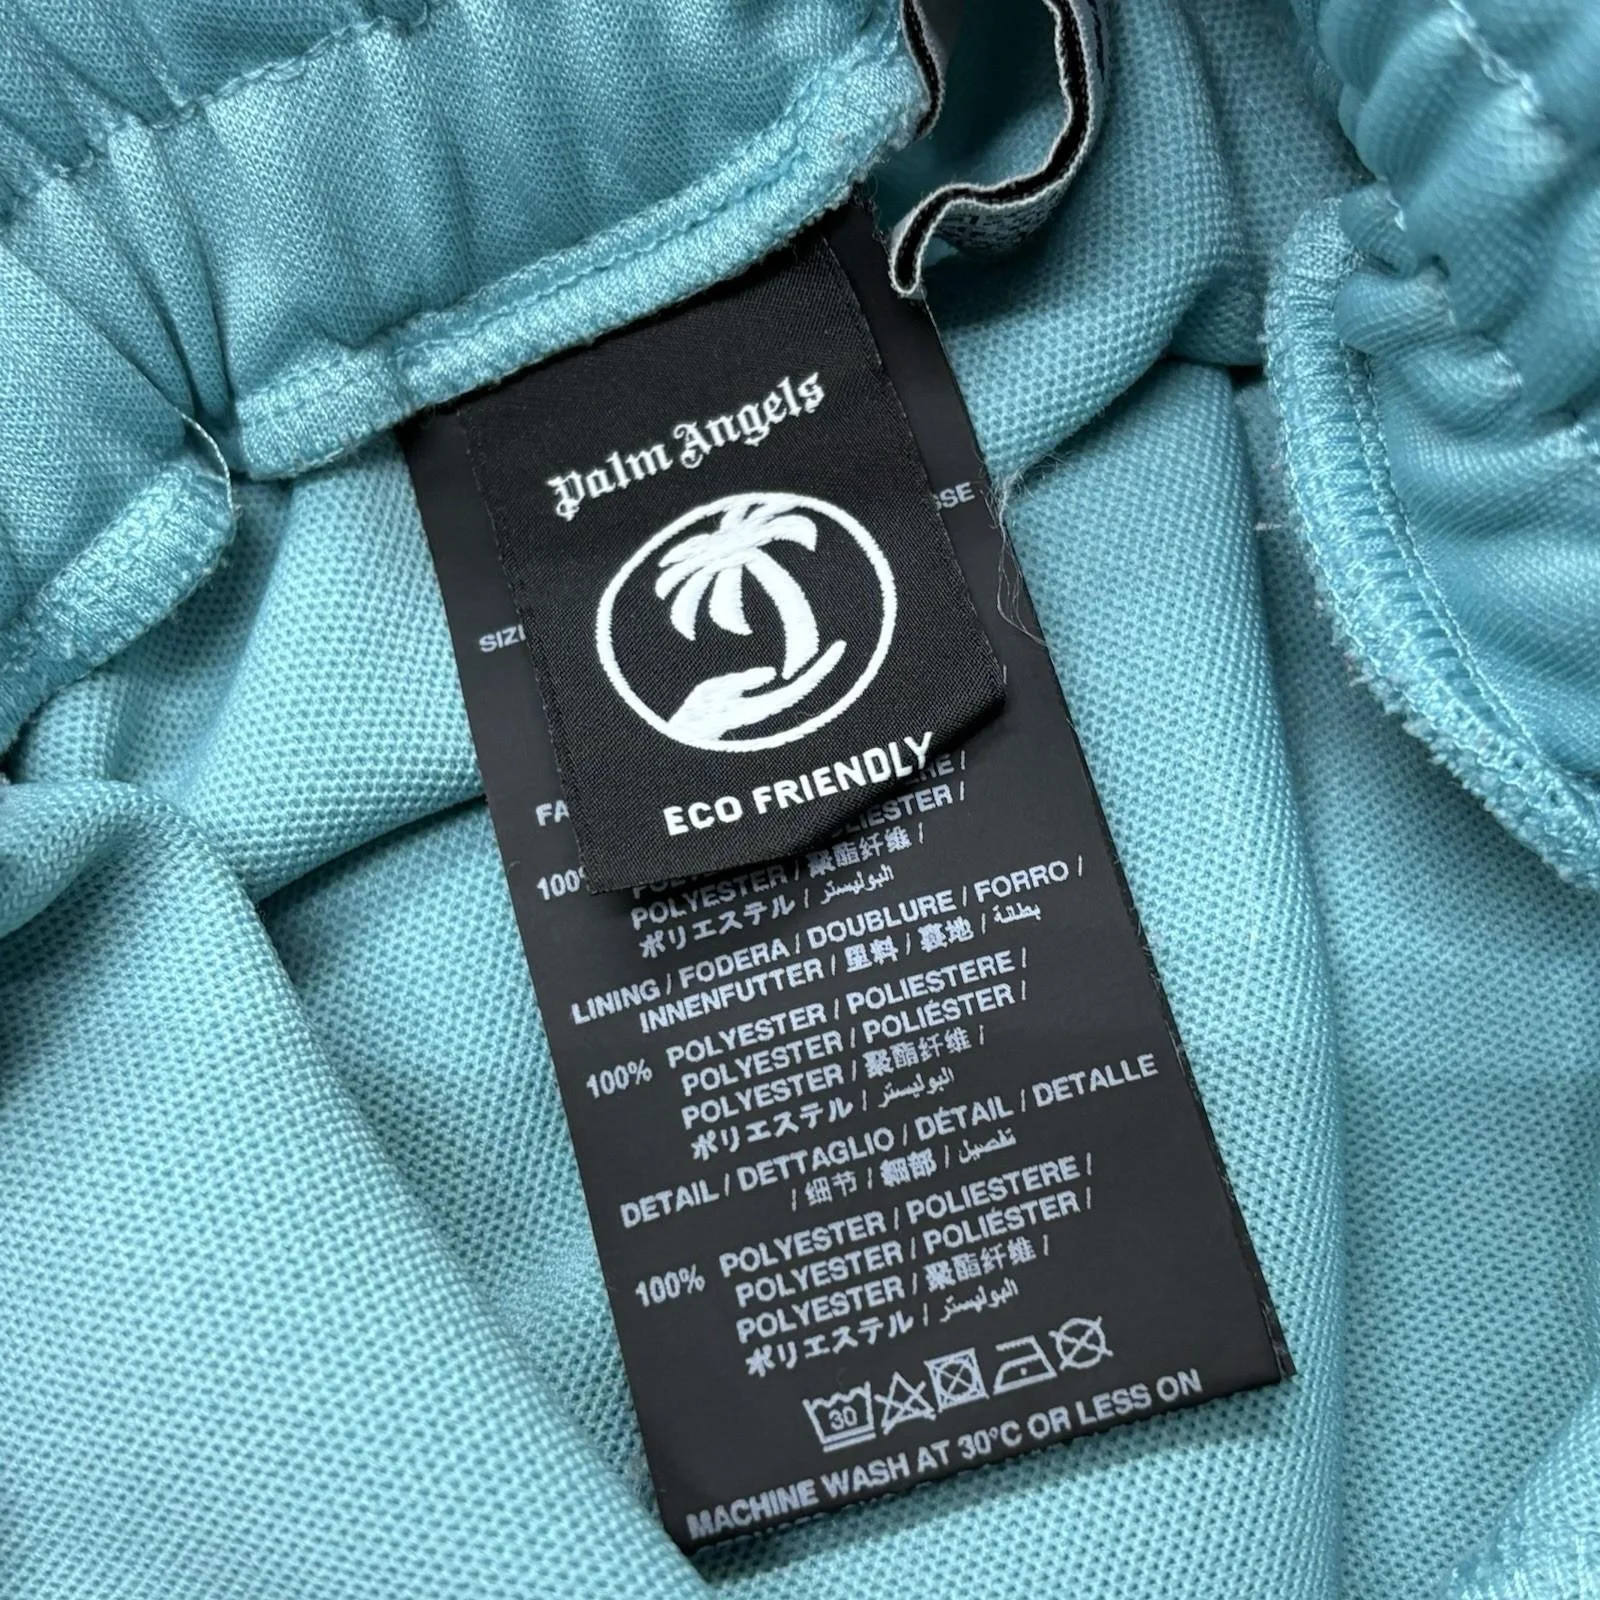 Palm Angels
ECO FRIENDLY
POLYESTER / 聚酯纤维 /
POLYESTER /
ポリエステル / البوليستر
LINING / FODERA / DOUBLURE / FORRO /
INNENFUTTER / 里料 / 裏地 / بطانة
100% POLYESTER / POLIESTERE /
POLYESTER / POLIÉSTER /
POLYESTER / 聚酯纤维 /
ポリエステル / البوليستر
DETAIL / DETTAGLIO / DÉTAIL / DETALLE
/ 细节 / 細部 / تفصيل
100% POLYESTER / POLIESTERE /
POLYESTER / POLIÉSTER /
POLYESTER / 聚酯纤维 /
ポリエステル / البوليستر
30
MACHINE WASH AT 30°C OR LESS ON